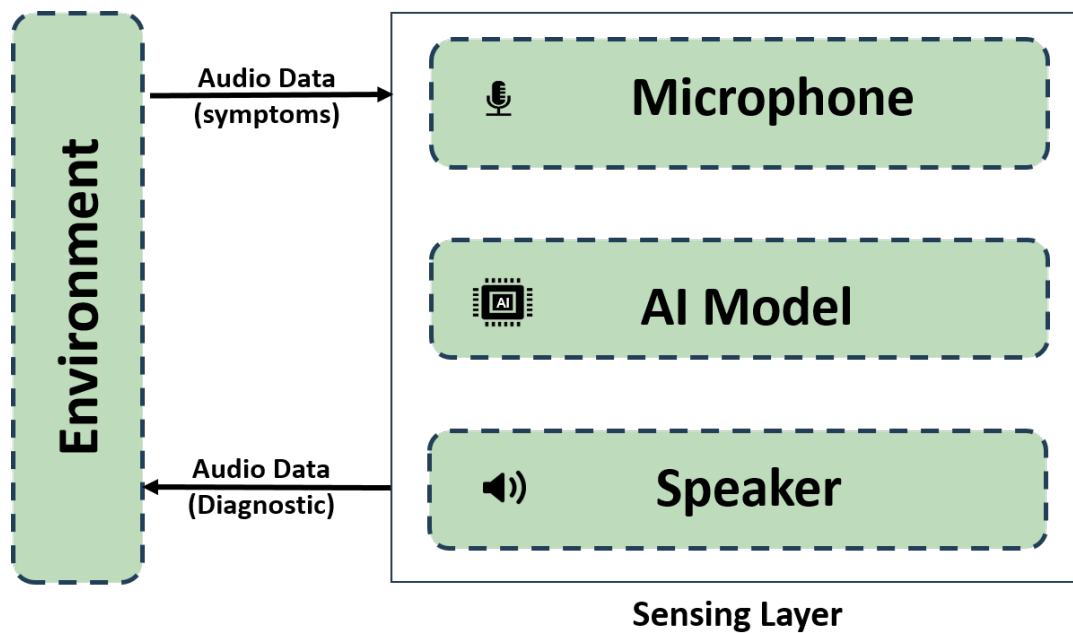 Environment
Audio Data
(symptoms)
Microphone
AI
AI Model
Audio Data
(Diagnostic)
Speaker
Sensing Layer